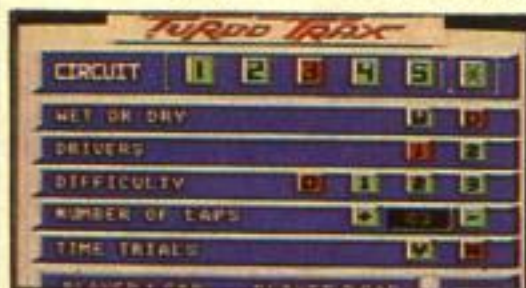 TURBO TRAX
CIRCUIT 1 2 3 4 5
WET OR DRY W D
DRIVERS 1 2
DIFFICULTY 0 1 2 3
NUMBER OF LAPS + -
TIME TRIALS Y N